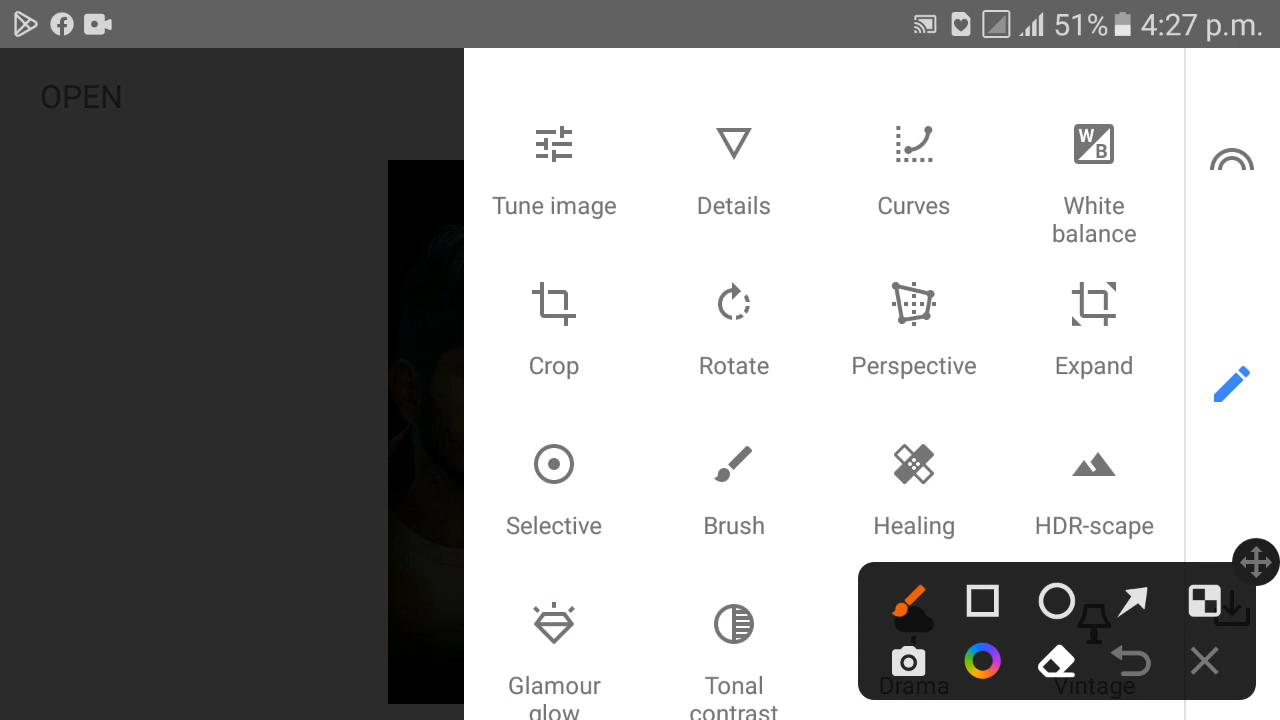 51% 4:27 p.m.
OPEN
Tune image
Details
Curves
W
B
White
balance
Crop
Rotate
Perspective
Expand
Selective
Brush
Healing
HDR-scape
Glamour
glow
Tonal
contrast
Drama
Vintage